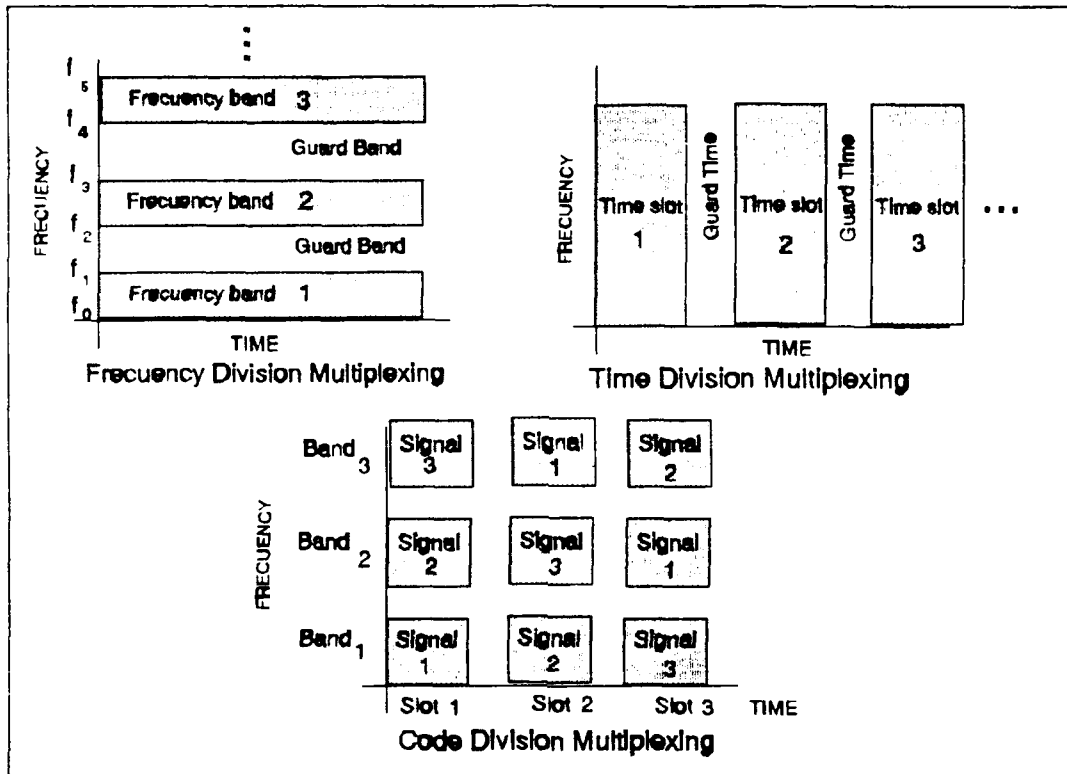 ...
f5
Frecuency band 3
f4
Guard Band
f3
Frecuency band 2
f2
Guard Band
f1
Frecuency band 1
f0
FRECUENCY
TIME
Frecuency Division Multiplexing
FRECUENCY
Time slot
1
Guard Time
Time slot
2
Guard Time
Time slot
3
...
TIME
Time Division Multiplexing
FRECUENCY
Band 3
Signal
3
Signal
1
Signal
2
Band 2
Signal
2
Signal
3
Signal
1
Band 1
Signal
1
Signal
2
Signal
3
Slot 1
Slot 2
Slot 3
TIME
Code Division Multiplexing